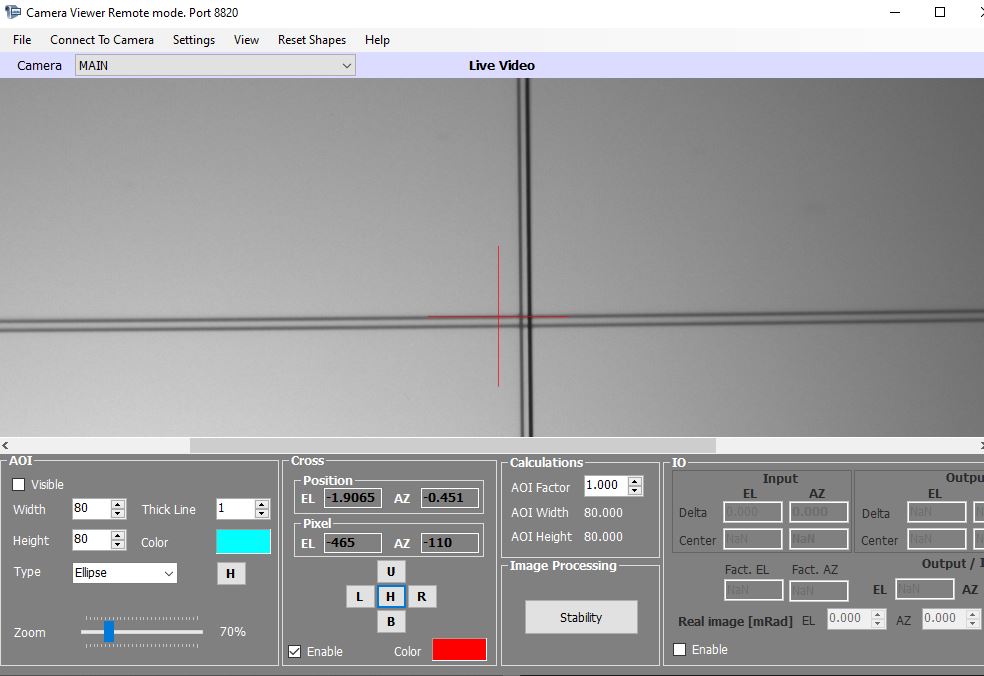 Camera Viewer Remote mode. Port 8820
File Connect To Camera Settings View Reset Shapes Help
Camera MAIN Live Video
AOI
Visible
Width 80 Thick Line 1
Height 80 Color
Type Ellipse H
Zoom 70%
Cross
Position
EL -1.9065 AZ -0.451
Pixel
EL -465 AZ -110
U
L H R
B
Enable Color
Calculations
AOI Factor 1.000
AOI Width 80.000
AOI Height 80.000
Image Processing
Stability
IO
Input
EL AZ
Delta 0.000 0.000
Center NaN NaN
Outpu
EL
Delta NaN
Center NaN
Fact. EL Fact. AZ
NaN NaN
Output / I
EL NaN AZ
Real image [mRad] EL 0.000 AZ 0.000
Enable